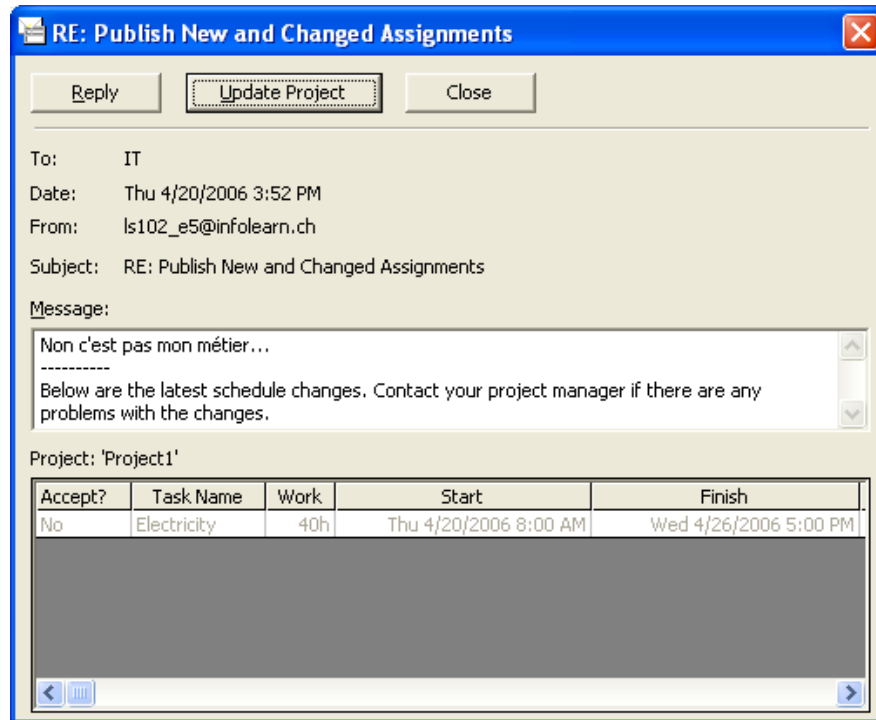 RE: Publish New and Changed Assignments
Reply Update Project Close
To: IT
Date: Thu 4/20/2006 3:52 PM
From: ls102_e5@infolearn.ch
Subject: RE: Publish New and Changed Assignments
Message:
Non c'est pas mon métier...
----------
Below are the latest schedule changes. Contact your project manager if there are any
problems with the changes.
Project: 'Project1'
Accept? Task Name Work Start Finish
No Electricity 40h Thu 4/20/2006 8:00 AM Wed 4/26/2006 5:00 PM